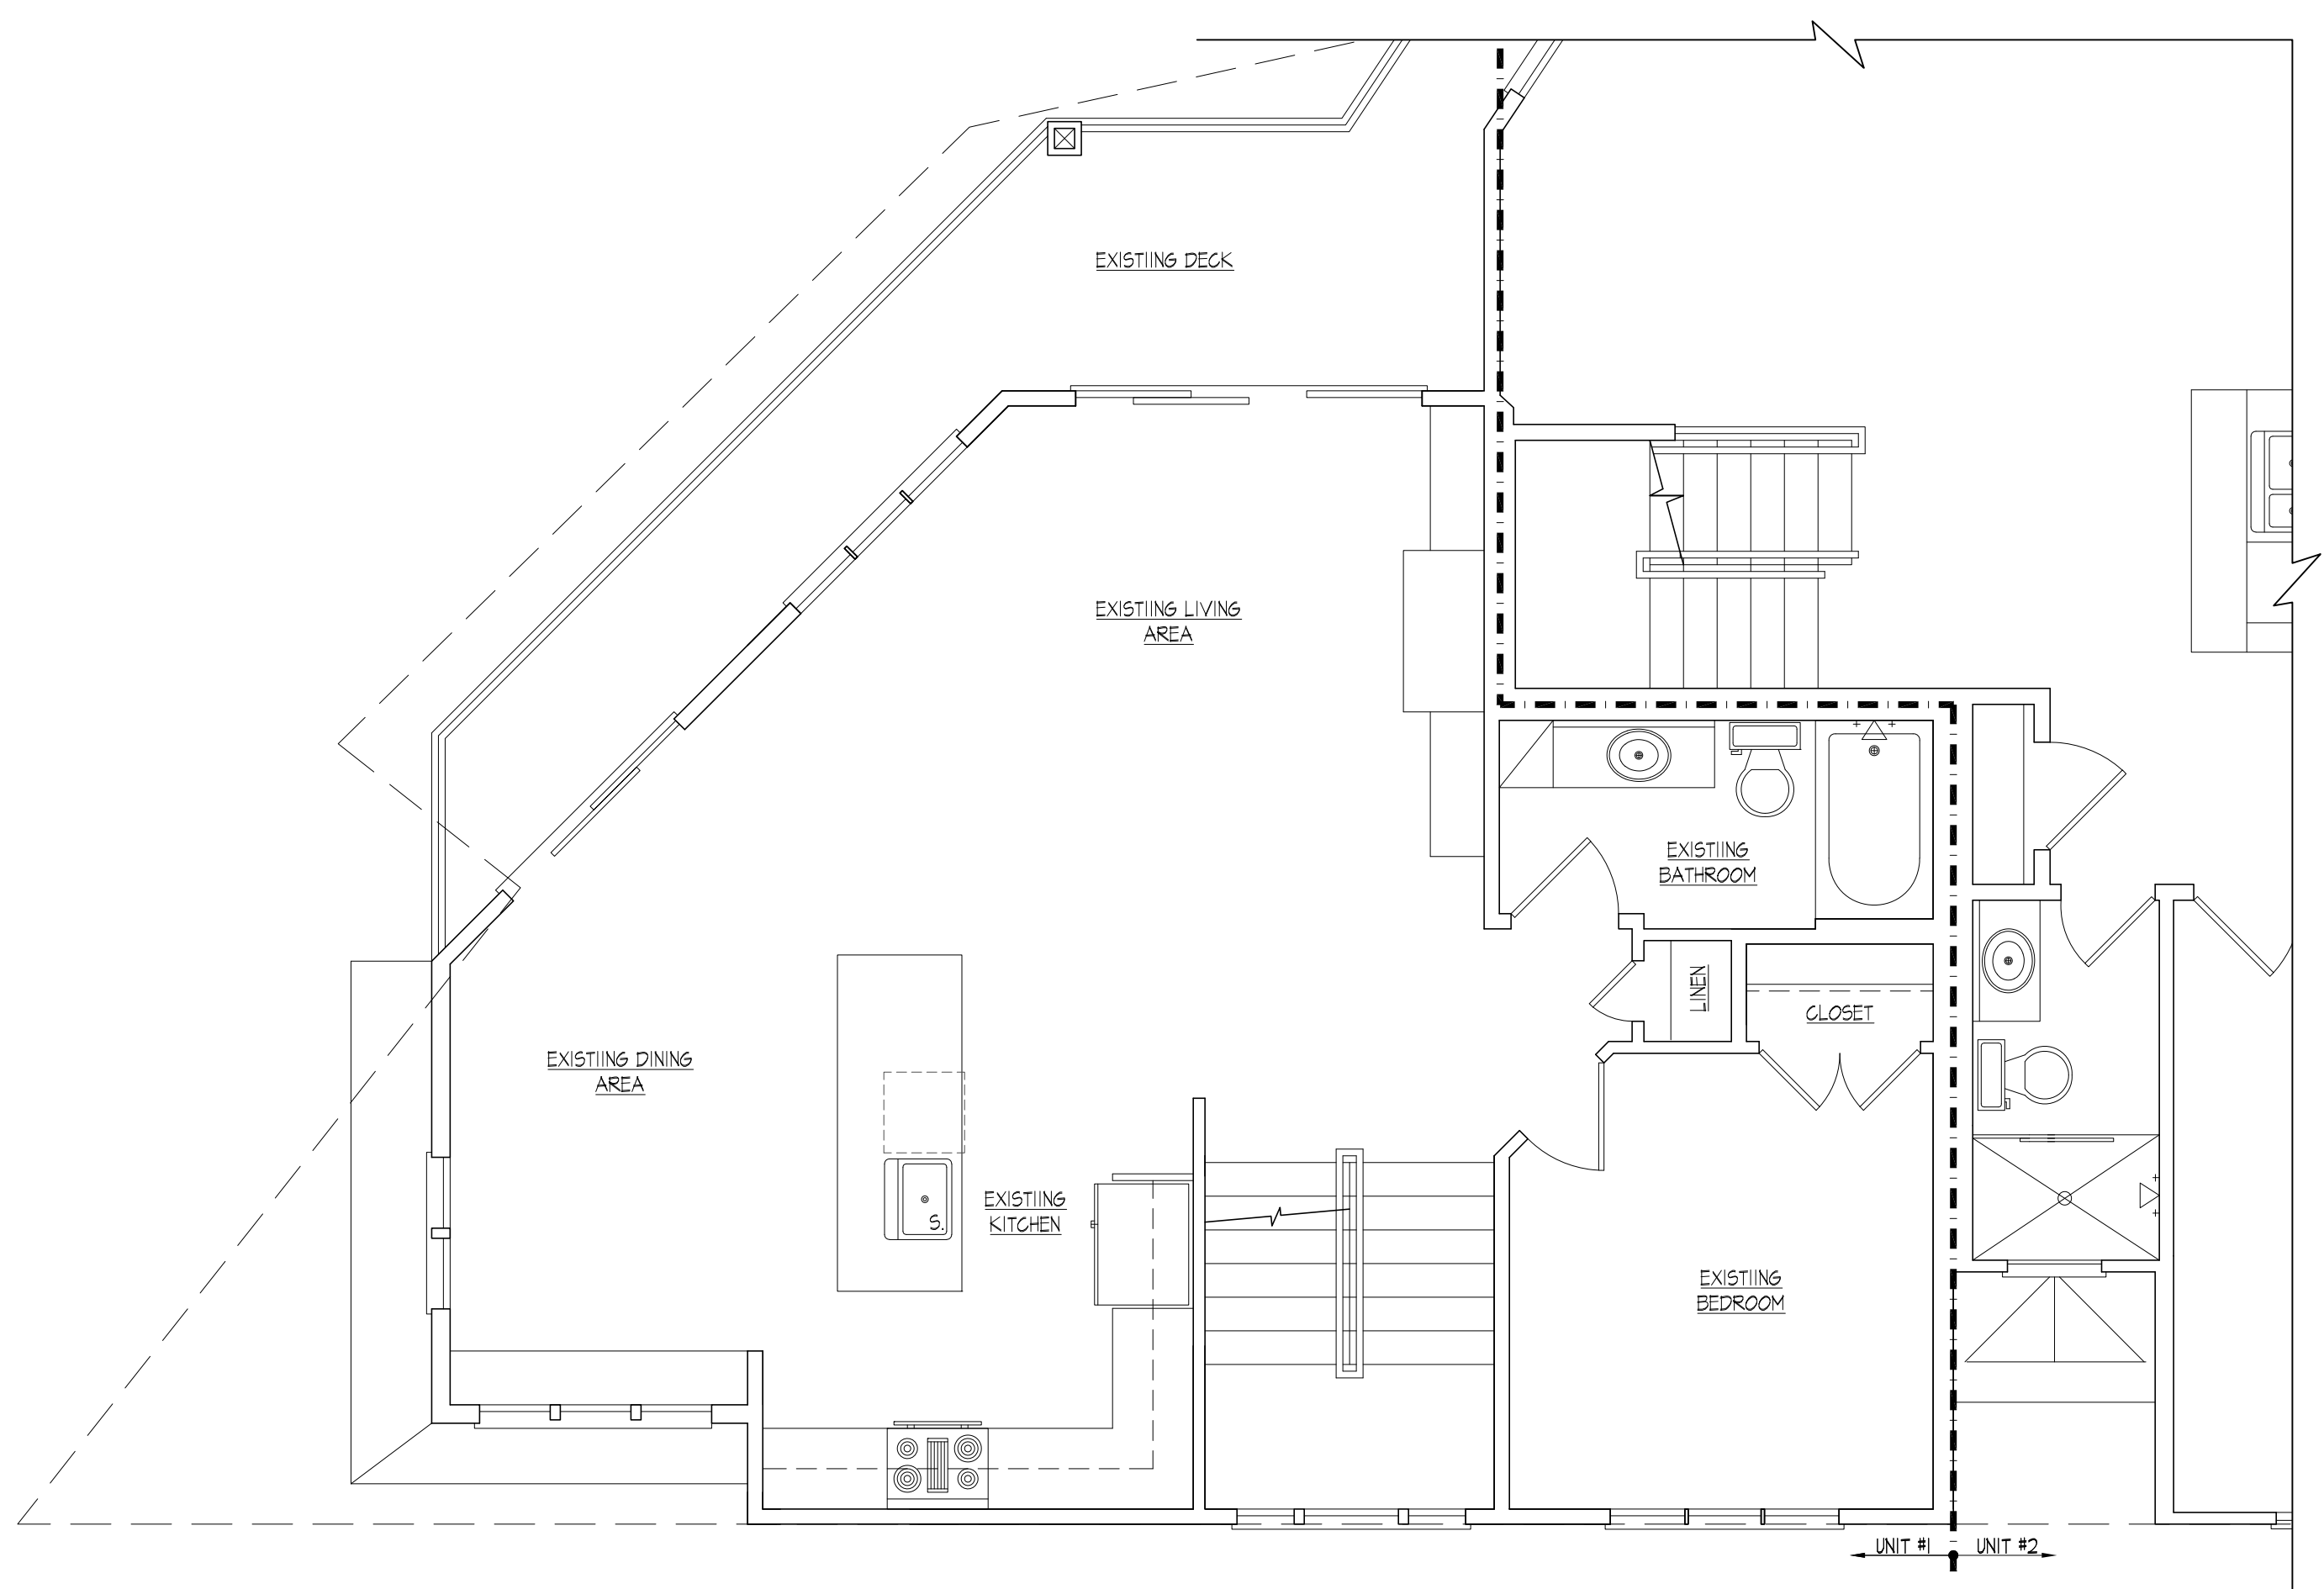 EXISTIING DECK
EXISTIING LIVING
AREA
EXISTIING
BATHROOM
LINEN
CLOSET
EXISTIING DINING
AREA
EXISTIING
KITCHEN
S.
EXISTIING
BEDROOM
UNIT #1
UNIT #2